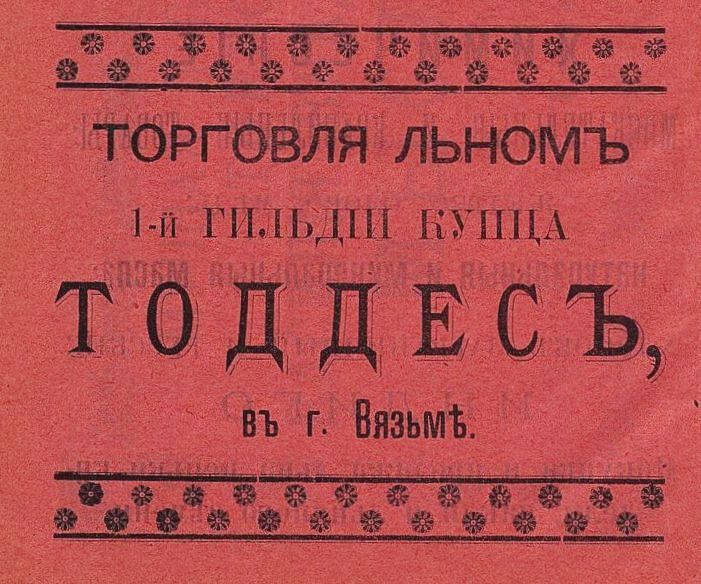 ТОРГОВЛЯ ЛЬНОМЪ
1-й ГИЛЬДІИ КУПЦА
ТОДДЕСЪ,
въ г. Вязьмѣ.